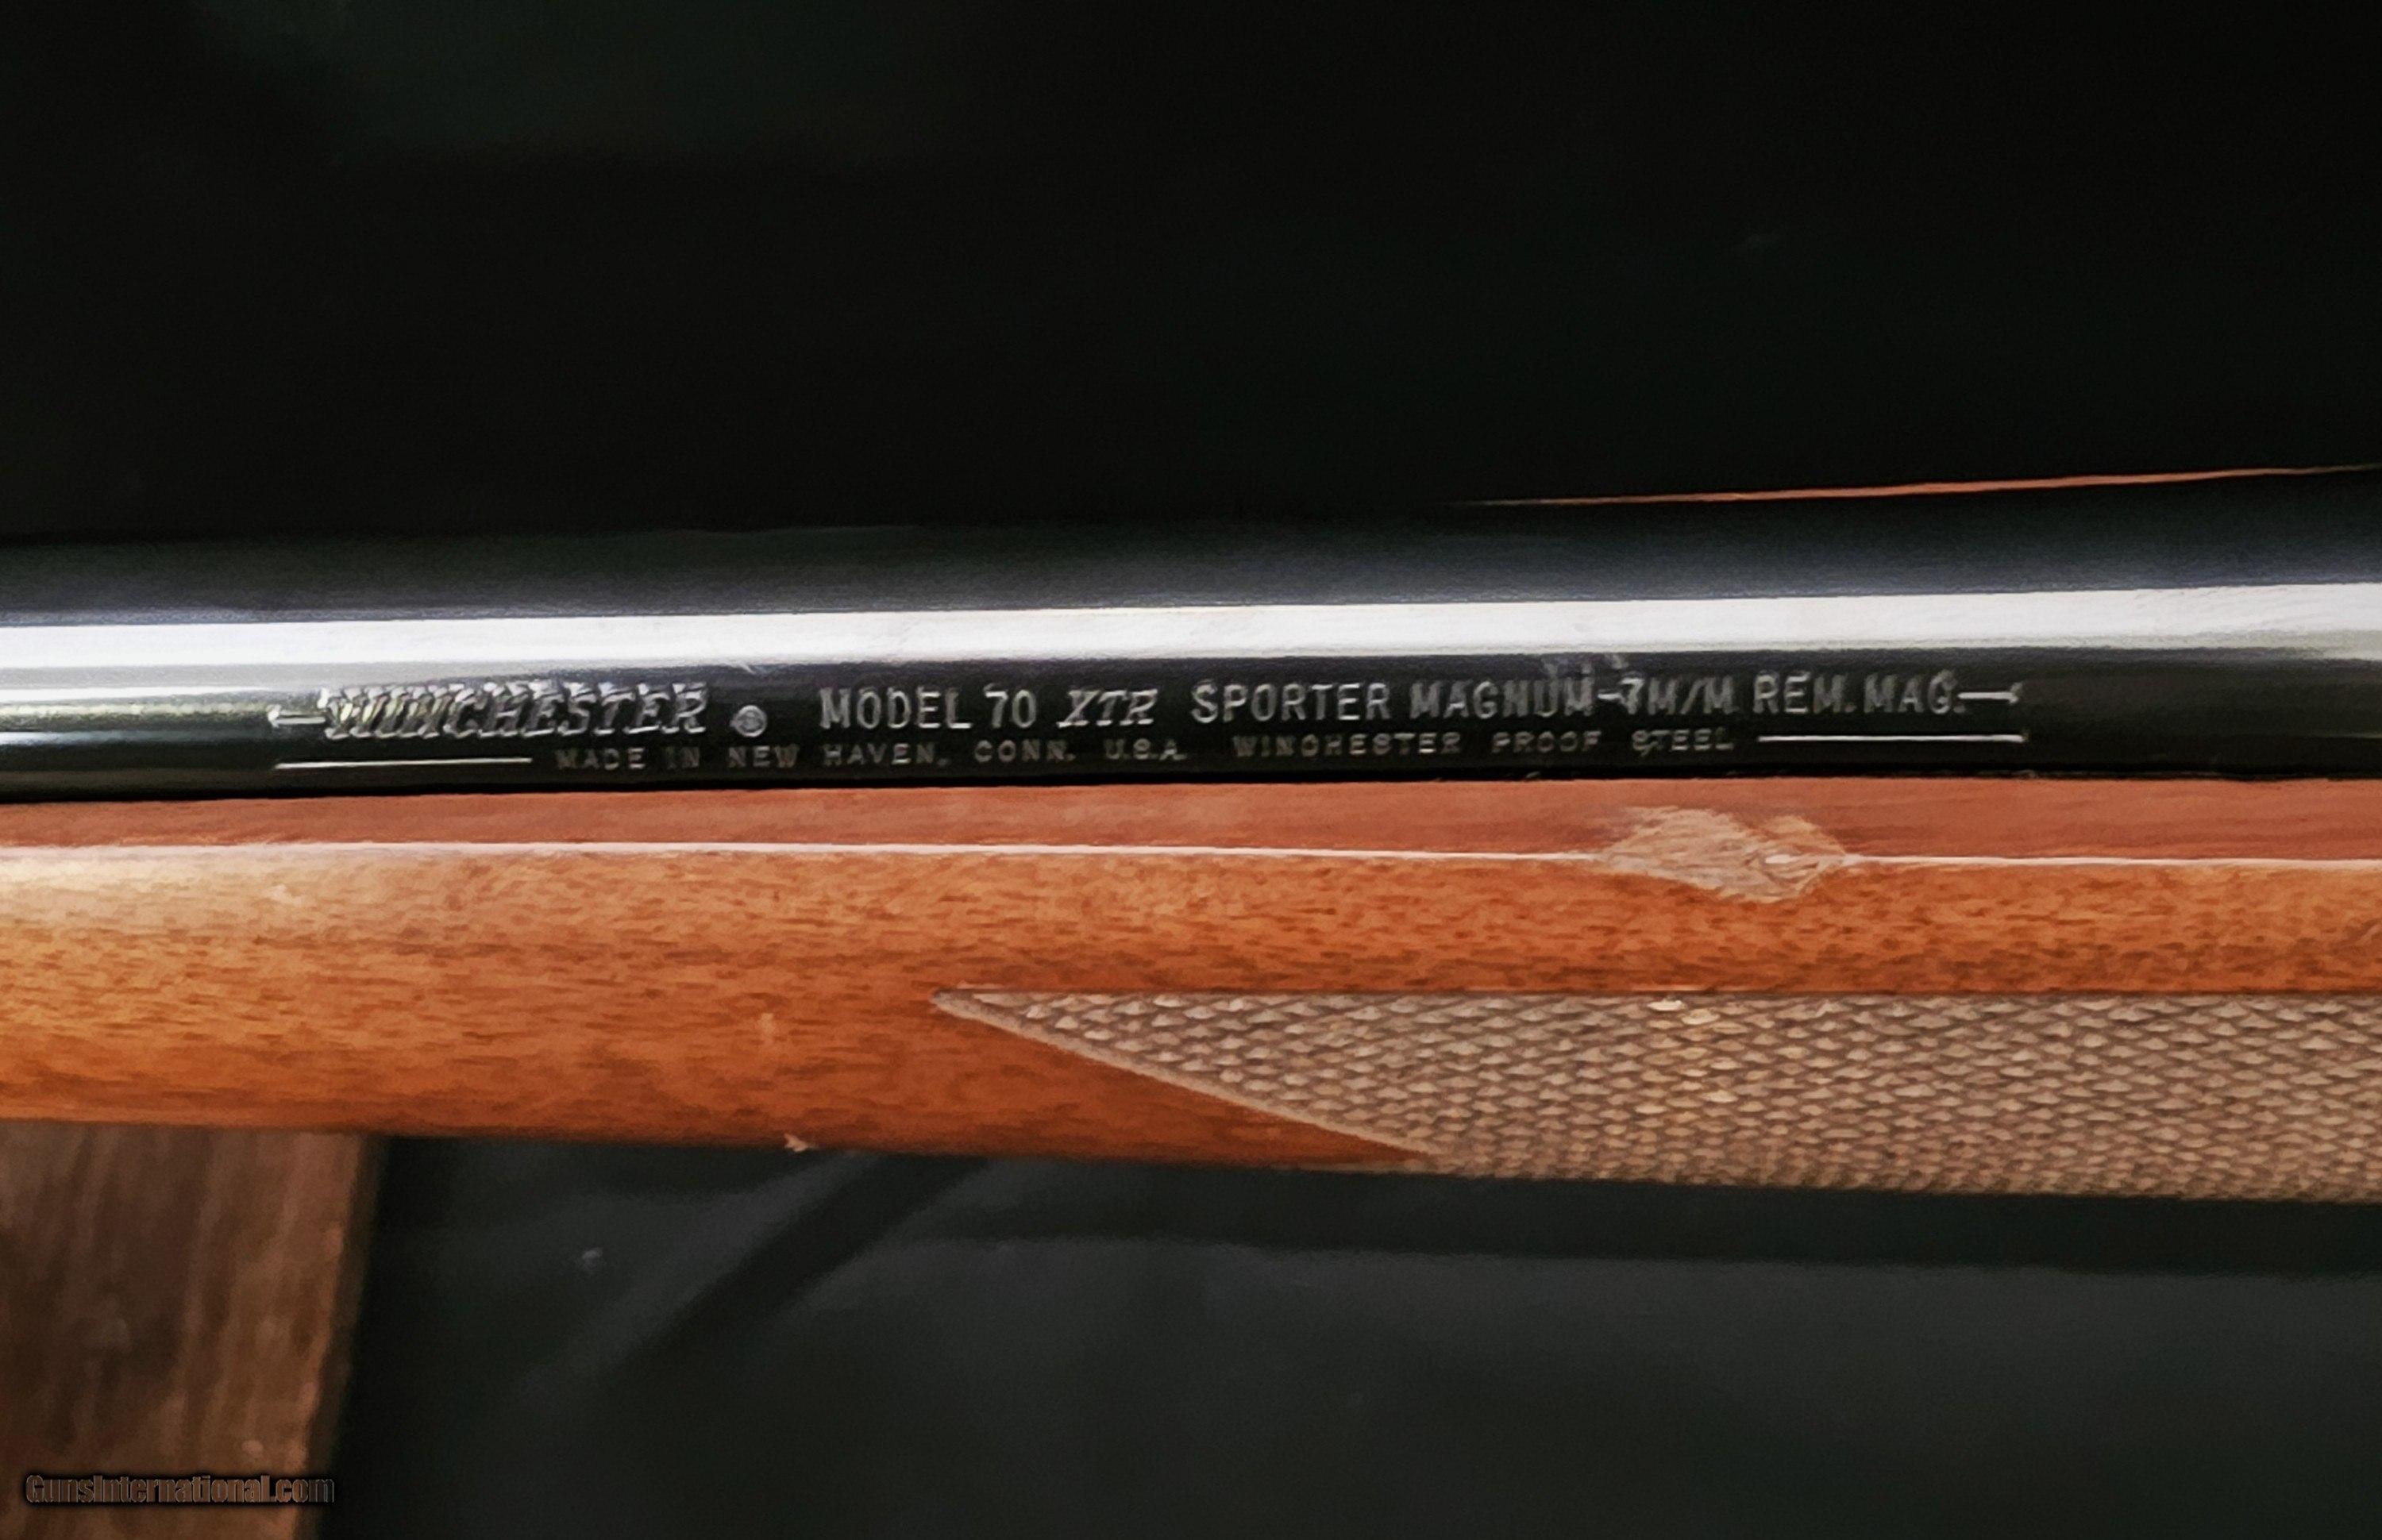 WINCHESTER ® MODEL 70 XTR SPORTER MAGNUM-7M/M REM. MAG.
MADE IN NEW HAVEN, CONN. U.S.A. WINCHESTER PROOF STEEL
GunsInternational.com